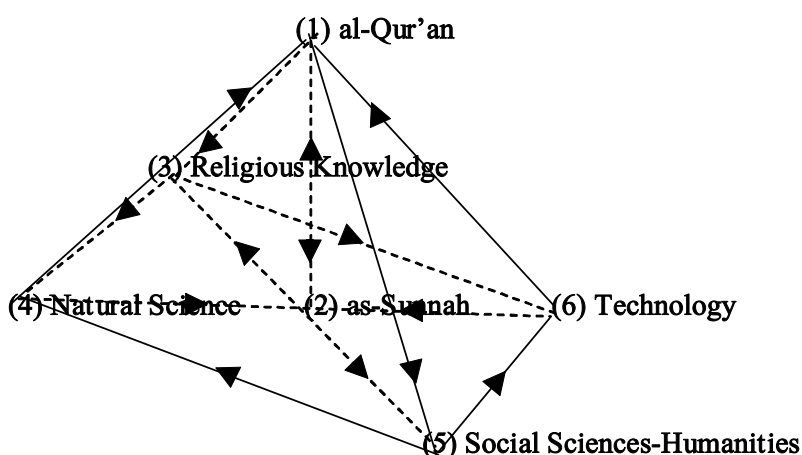 (1) al-Qur’an
(3) Religious Knowledge
(4) Natural Science
(2) as-Sunnah
(6) Technology
(5) Social Sciences-Humanities